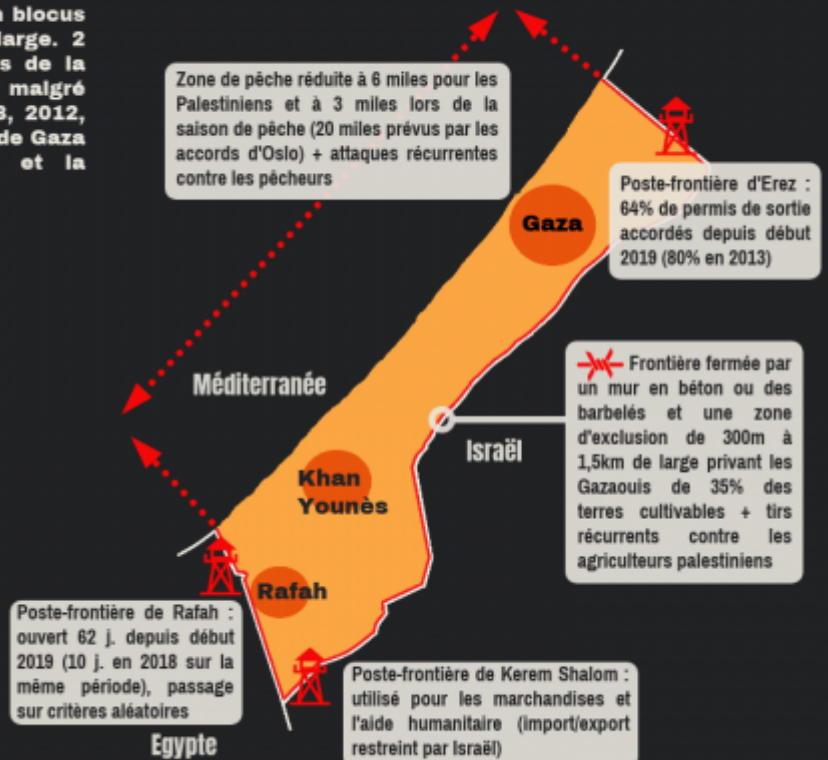 n blocus
large. 2
s de la
malgré
3, 2012,
de Gaza
et la
Zone de pêche réduite à 6 miles pour les
Palestiniens et à 3 miles lors de la
saison de pêche (20 miles prévus par les
accords d'Oslo) + attaques récurrentes
contre les pêcheurs
Poste-frontière d'Erez :
64% de permis de sortie
accordés depuis début
2019 (80% en 2013)
Gaza
Méditerranée
Frontière fermée par
un mur en béton ou des
barbelés et une zone
d'exclusion de 300m à
1,5km de large privant les
Gazaouis de 35% des
terres cultivables + tirs
récurrents contre les
agriculteurs palestiniens
Israël
Khan
Younès
Rafah
Poste-frontière de Rafah :
ouvert 62 j. depuis début
2019 (10 j. en 2018 sur la
même période), passage
sur critères aléatoires
Poste-frontière de Kerem Shalom :
utilisé pour les marchandises et
l'aide humanitaire (import/export
restreint par Israël)
Egypte